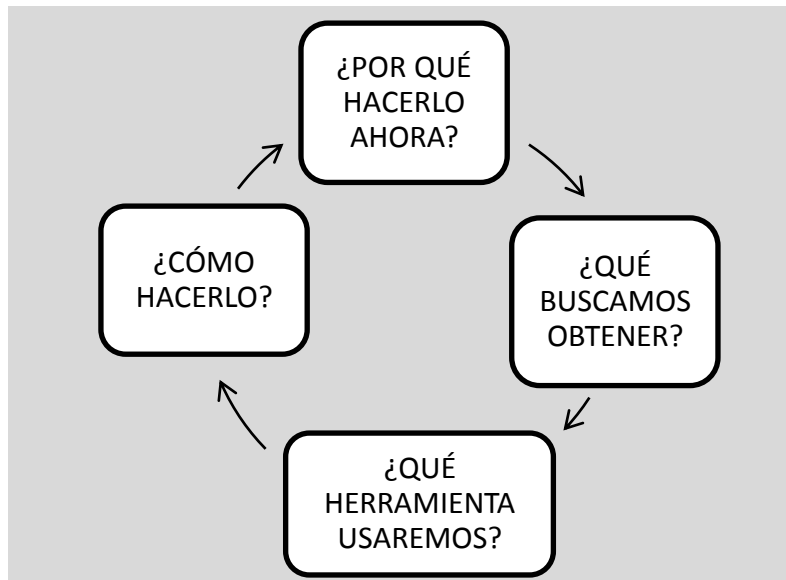 ¿POR QUÉ
HACERLO
AHORA?
¿QUÉ
BUSCAMOS
OBTENER?
¿QUÉ
HERRAMIENTA
USAREMOS?
¿CÓMO
HACERLO?